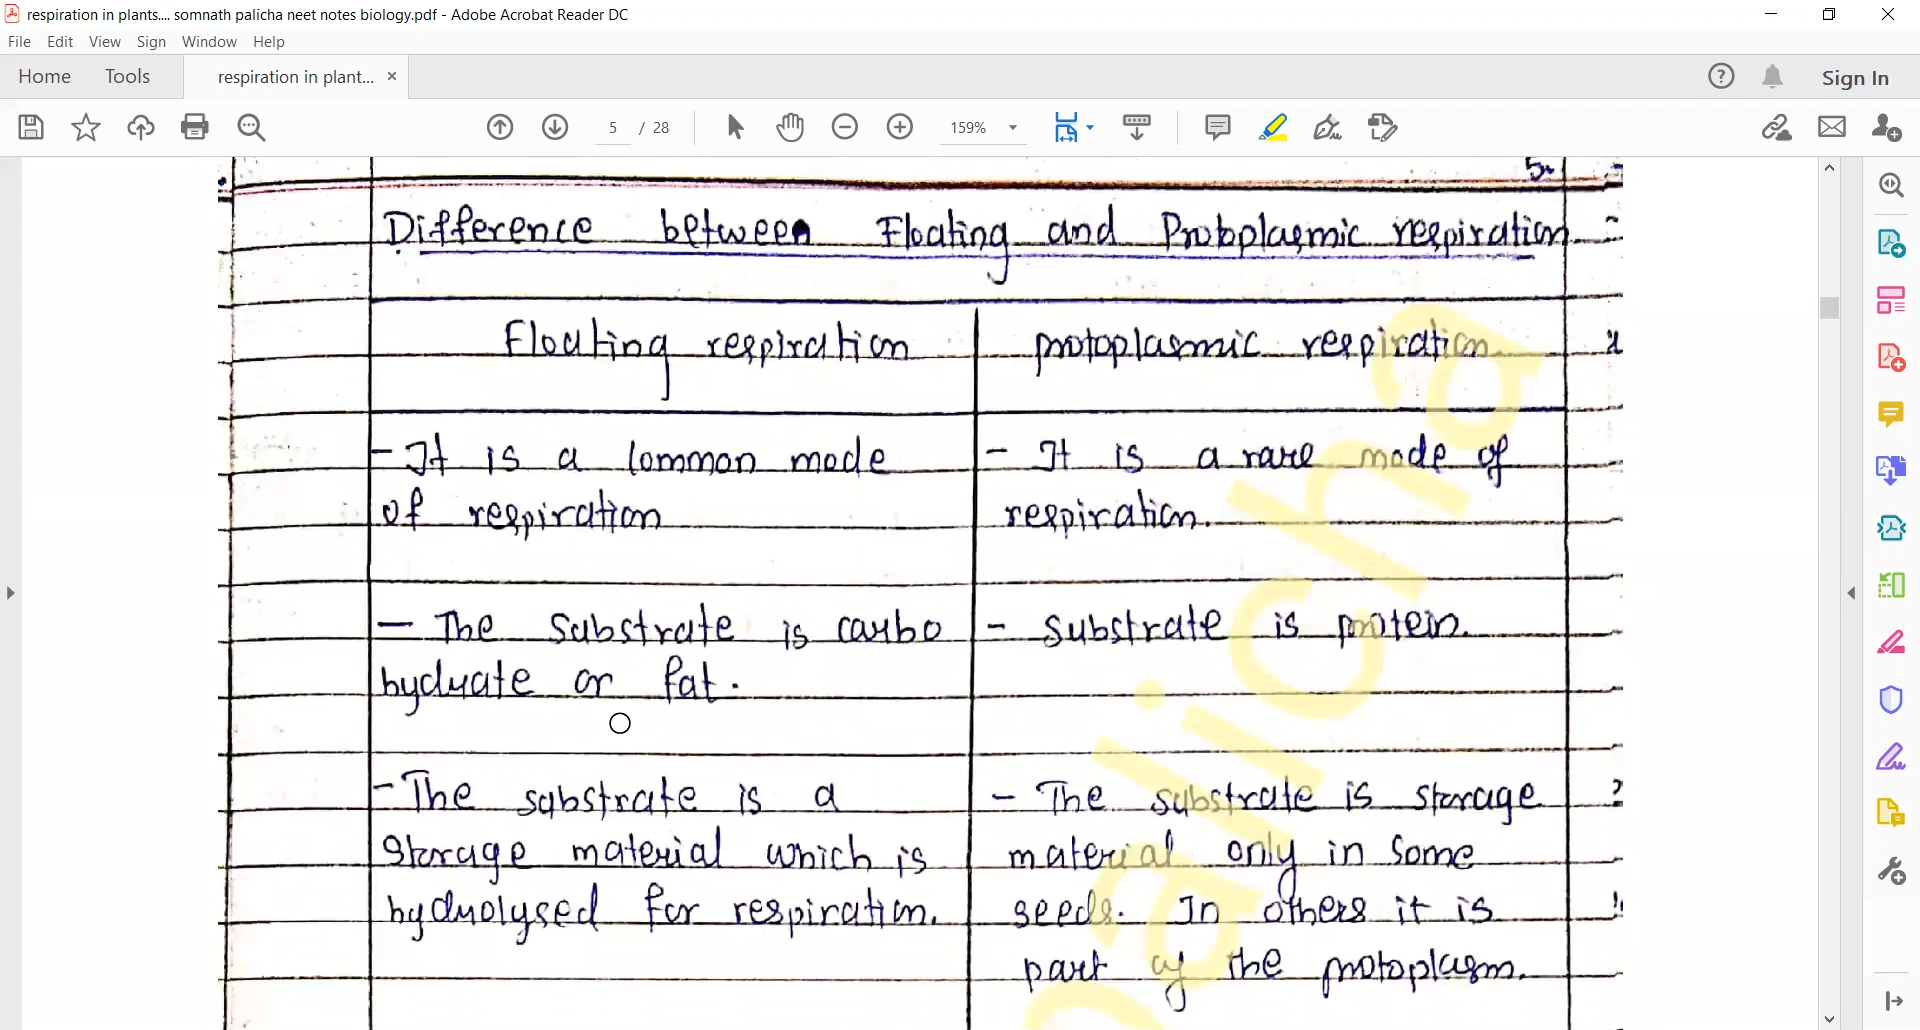 respiration in plants.... somnath palicha neet notes biology.pdf - Adobe Acrobat Reader DC
File Edit View Sign Window Help
Home Tools respiration in plant... × Sign In
5 / 28 159%
5.
Difference between Floating and Protoplasmic respiration
Floating respiration protoplasmic respiration
- It is a common mode - It is a rare mode of
of respiration respiration.
- The Substrate is carbo - substrate is protein.
hydrate or fat.
- The substrate is a - The substrate is storage
Storage material which is material only in some
hydrolysed for respiration. seeds. In others it is
part of the protoplasm.
palicha